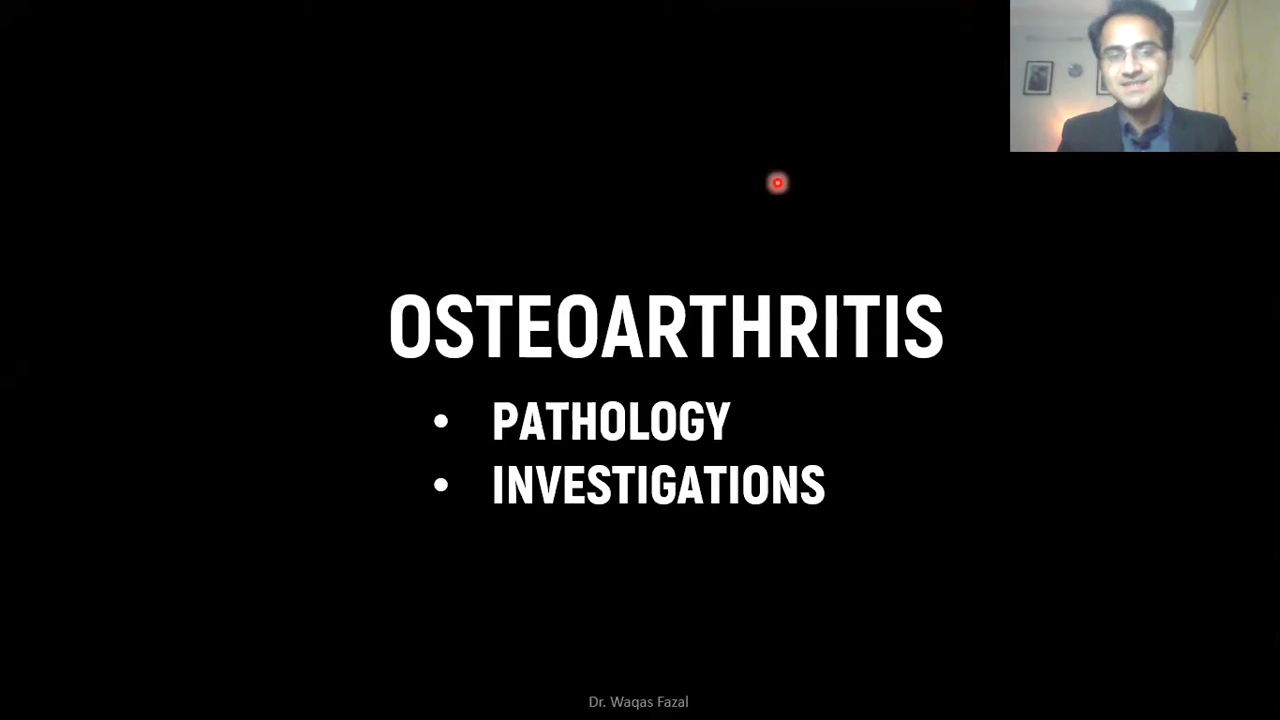 OSTEOARTHRITIS
• PATHOLOGY
• INVESTIGATIONS
Dr. Waqas Fazal